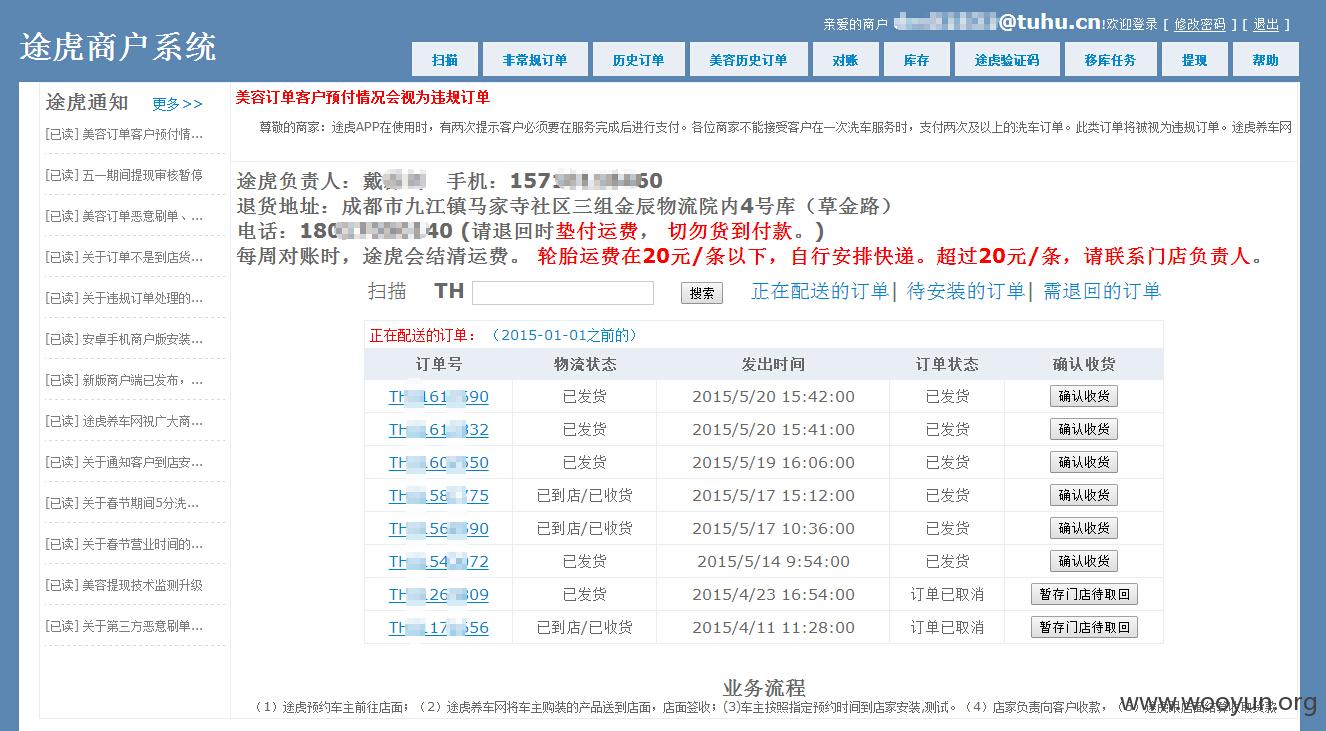 亲爱的商户 @tuhu.cn!欢迎登录 [ 修改密码 ] [ 退出 ]
途虎商户系统
扫描 非常规订单 历史订单 美容历史订单 对账 库存 途虎验证码 移库任务 提现 帮助
途虎通知 更多>>
[已读] 美容订单客户预付情...
[已读] 五一期间提现审核暂停
[已读] 美容订单恶意刷单、...
[已读] 关于订单不是到店货...
[已读] 关于违规订单处理的...
[已读] 安卓手机商户版安装...
[已读] 新版商户端已发布，...
[已读] 途虎养车网祝广大商...
[已读] 关于通知客户到店安...
[已读] 关于春节期间5分洗...
[已读] 关于春节营业时间的...
[已读] 美容提现技术监测升级
[已读] 关于第三方恶意刷单...
美容订单客户预付情况会视为违规订单
尊敬的商家：途虎APP在使用时，有两次提示客户必须要在服务完成后进行支付。各位商家不能接受客户在一次洗车服务时，支付两次及以上的洗车订单。此类订单将被视为违规订单。途虎养车网
途虎负责人：戴 手机：157 60
退货地址：成都市九江镇马家寺社区三组金辰物流院内4号库（草金路）
电话：180 40 (请退回时垫付运费，切勿货到付款。)
每周对账时，途虎会结清运费。 轮胎运费在20元/条以下，自行安排快递。超过20元/条，请联系门店负责人。
扫描 TH 搜索 正在配送的订单| 待安装的订单| 需退回的订单
正在配送的订单：（2015-01-01之前的）
订单号 物流状态 发出时间 订单状态 确认收货
TH 161 590 已发货 2015/5/20 15:42:00 已发货 确认收货
TH 161 332 已发货 2015/5/20 15:41:00 已发货 确认收货
TH 160 550 已发货 2015/5/19 16:06:00 已发货 确认收货
TH 158 775 已到店/已收货 2015/5/17 15:12:00 已发货 确认收货
TH 156 590 已到店/已收货 2015/5/17 10:36:00 已发货 确认收货
TH 154 072 已发货 2015/5/14 9:54:00 已发货 确认收货
TH 126 309 已发货 2015/4/23 16:54:00 订单已取消 暂存门店待取回
TH 117 556 已到店/已收货 2015/4/11 11:28:00 订单已取消 暂存门店待取回
业务流程
（1）途虎预约车主前往店面；（2）途虎养车网将车主购装的产品送到店面，店面签收；(3)车主按照指定预约时间到店家安装,测试。（4）店家负责向客户收款，
www.wooyun.org